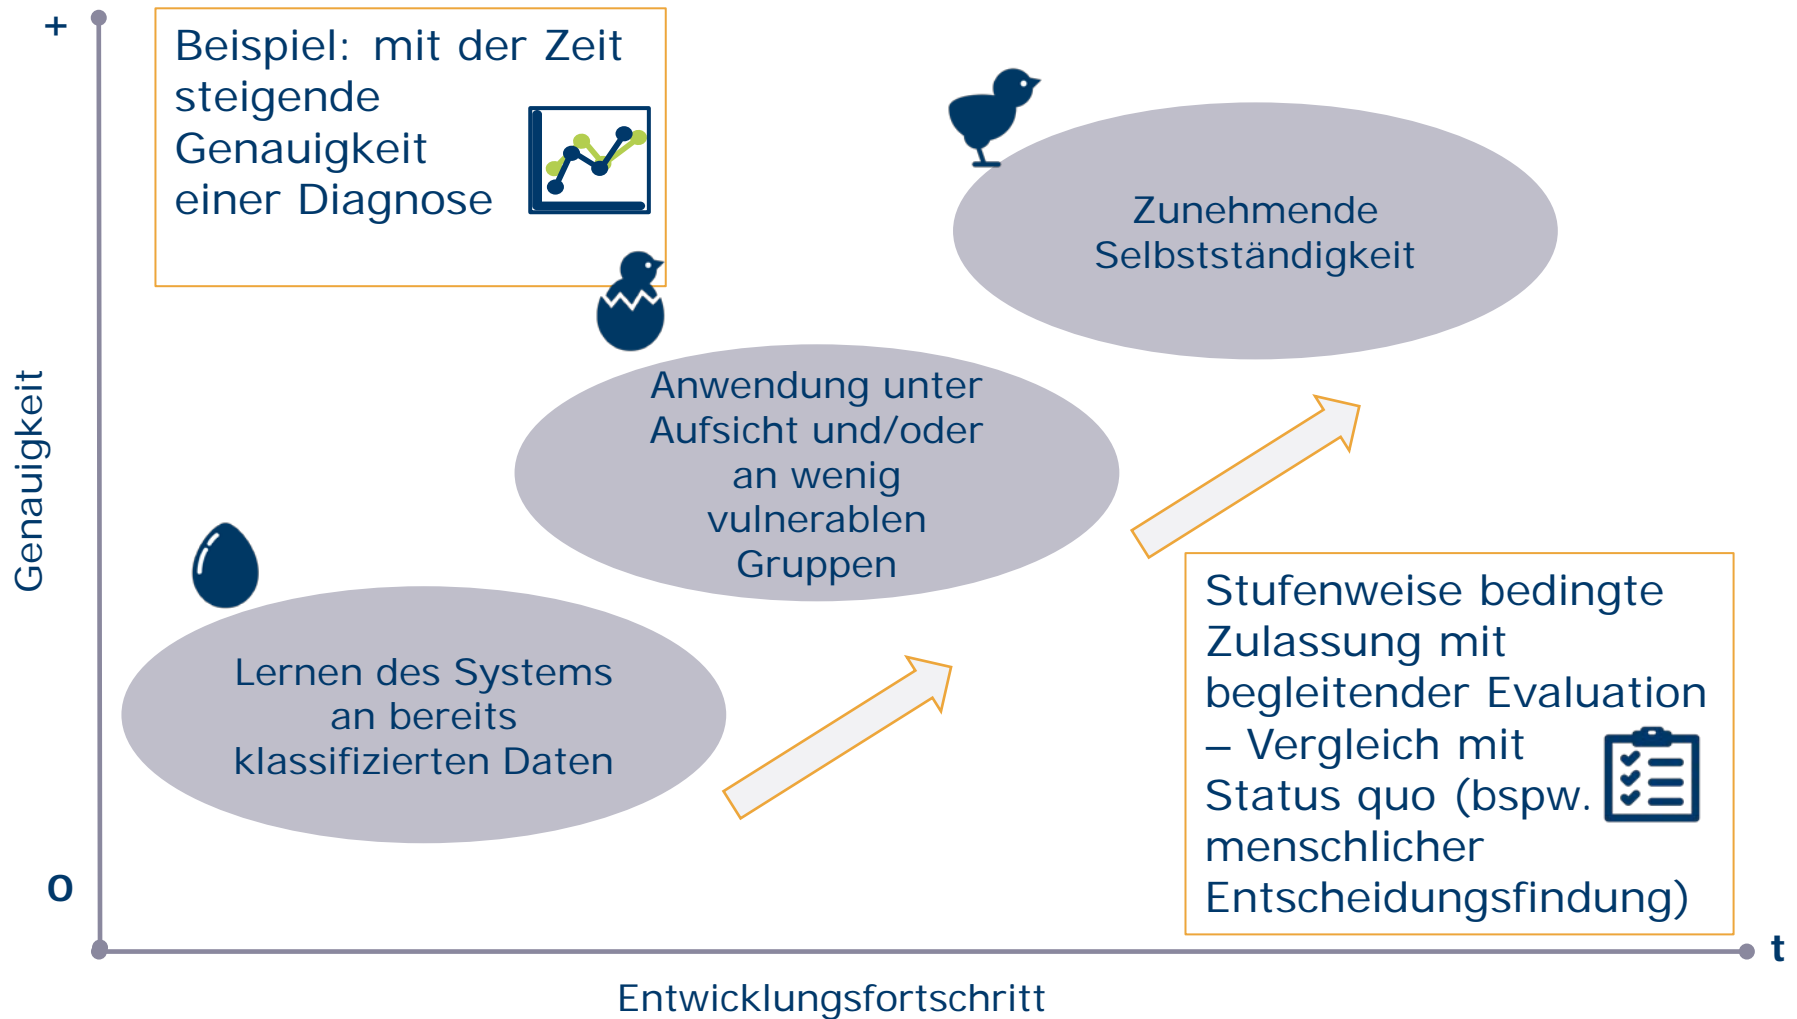 +
Beispiel: mit der Zeit
steigende
Genauigkeit
einer Diagnose
Zunehmende
Selbstständigkeit
Anwendung unter
Aufsicht und/oder
an wenig
vulnerablen
Gruppen
Genauigkeit
Lernen des Systems
an bereits
klassifizierten Daten
Stufenweise bedingte
Zulassung mit
begleitender Evaluation
– Vergleich mit
Status quo (bspw.
menschlicher
Entscheidungsfindung)
0
t
Entwicklungsfortschritt